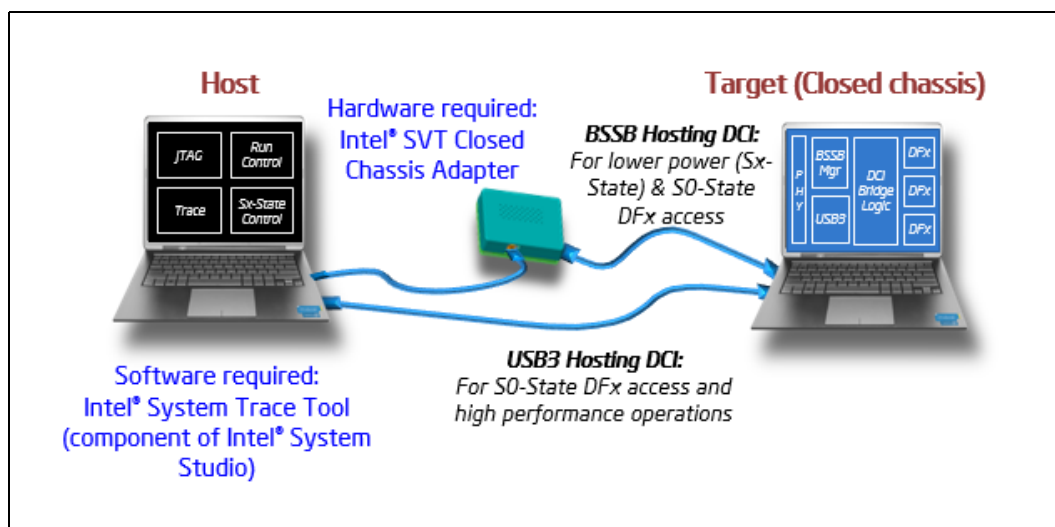 Host
Target (Closed chassis)
Hardware required:
Intel® SVT Closed
Chassis Adapter
BSSB Hosting DCI:
For lower power (Sx-
State) & S0-State
DFx access
JTAG
Run
Control
Trace
Sx-State
Control
P
H
Y
BSSB
Mgr
USB3
DCI
Bridge
Logic
DFx
DFx
DFx
Software required:
Intel® System Trace Tool
(component of Intel® System
Studio)
USB3 Hosting DCI:
For S0-State DFx access and
high performance operations